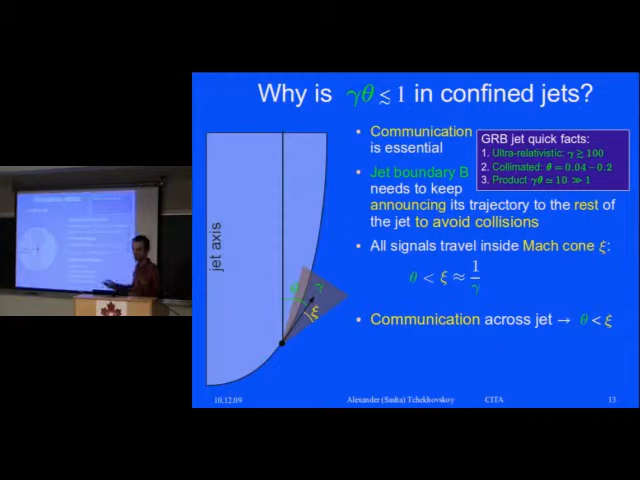 Why is γθ ≲ 1 in confined jets?
• Communication
is essential
GRB jet quick facts:
1. Ultra-relativistic: γ ≳ 100
2. Collimated: θ = 0.04 – 0.2
3. Product γθ ≃ 10 ≫ 1
• Jet boundary B
needs to keep
announcing its trajectory to the rest of
the jet to avoid collisions
• All signals travel inside Mach cone ξ:
θ < ξ ≈ 1/γ
• Communication across jet → θ < ξ
jet axis
θ
γ
ξ
10.12.09 Alexander (Sasha) Tchekhovskoy CITA 13